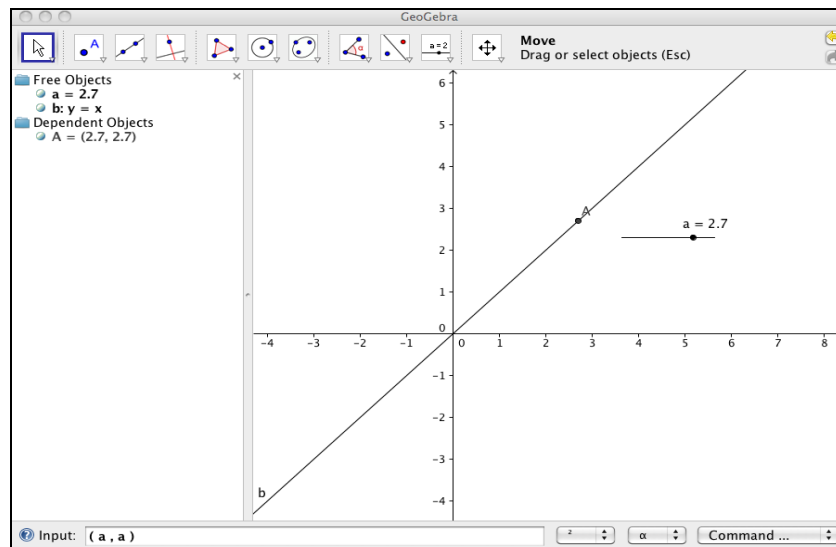 GeoGebra
A
α
a=2
Move
Drag or select objects (Esc)
Free Objects
a = 2.7
b: y = x
Dependent Objects
A = (2.7, 2.7)
6
5
4
3
2
1
0
-1
-2
-3
-4
-4 -3 -2 -1 0 1 2 3 4 5 6 7 8
A
a = 2.7
b
Input: (a,a)
² α Command ...